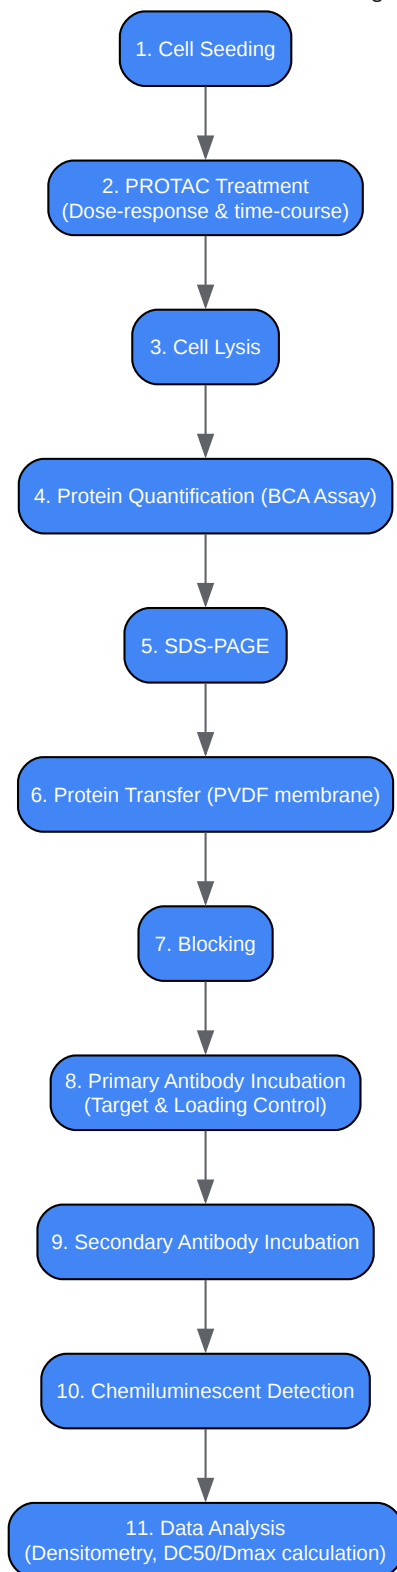 1. Cell Seeding
2. PROTAC Treatment
(Dose-response & time-course)
3. Cell Lysis
4. Protein Quantification (BCA Assay)
5. SDS-PAGE
6. Protein Transfer (PVDF membrane)
7. Blocking
8. Primary Antibody Incubation
(Target & Loading Control)
9. Secondary Antibody Incubation
10. Chemiluminescent Detection
11. Data Analysis
(Densitometry, DC50/Dmax calculation)